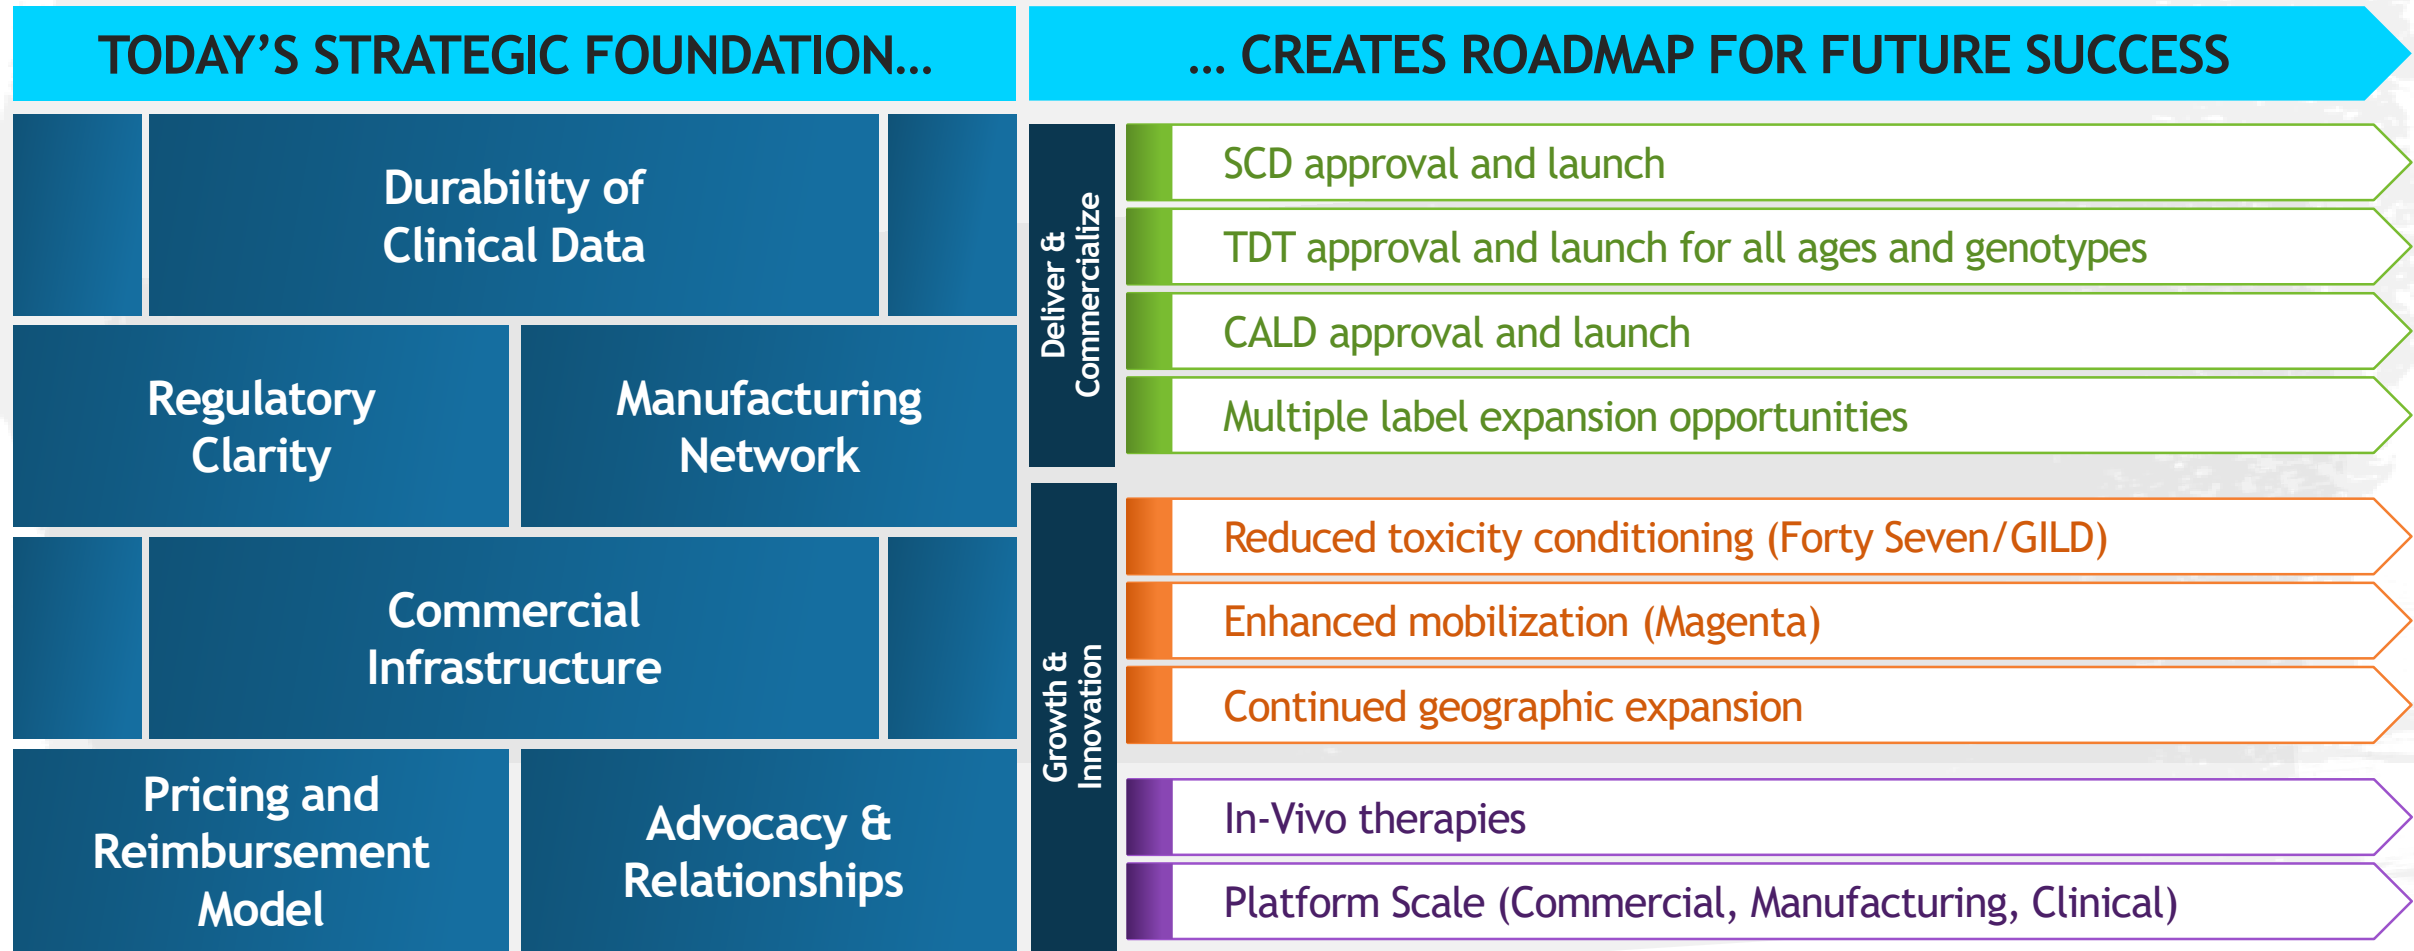 TODAY’S STRATEGIC FOUNDATION...
Durability of
Clinical Data
Regulatory
Clarity
Manufacturing
Network
Commercial
Infrastructure
Pricing and
Reimbursement
Model
Advocacy &
Relationships
... CREATES ROADMAP FOR FUTURE SUCCESS
Deliver &
Commercialize
SCD approval and launch
TDT approval and launch for all ages and genotypes
CALD approval and launch
Multiple label expansion opportunities
Growth &
Innovation
Reduced toxicity conditioning (Forty Seven/GILD)
Enhanced mobilization (Magenta)
Continued geographic expansion
In-Vivo therapies
Platform Scale (Commercial, Manufacturing, Clinical)